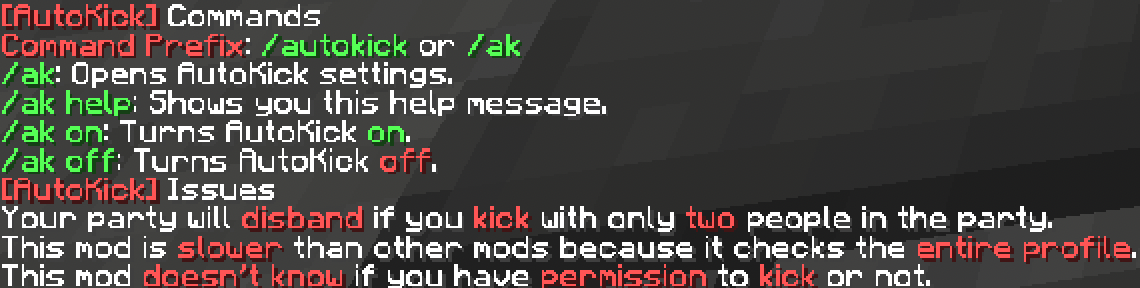 [AutoKick] Commands
Command Prefix: /autokick or /ak
/ak: Opens AutoKick settings.
/ak help: Shows you this help message.
/ak on: Turns AutoKick on.
/ak off: Turns AutoKick off.
[AutoKick] Issues
Your party will disband if you kick with only two people in the party.
This mod is slower than other mods because it checks the entire profile.
This mod doesn't know if you have permission to kick or not.